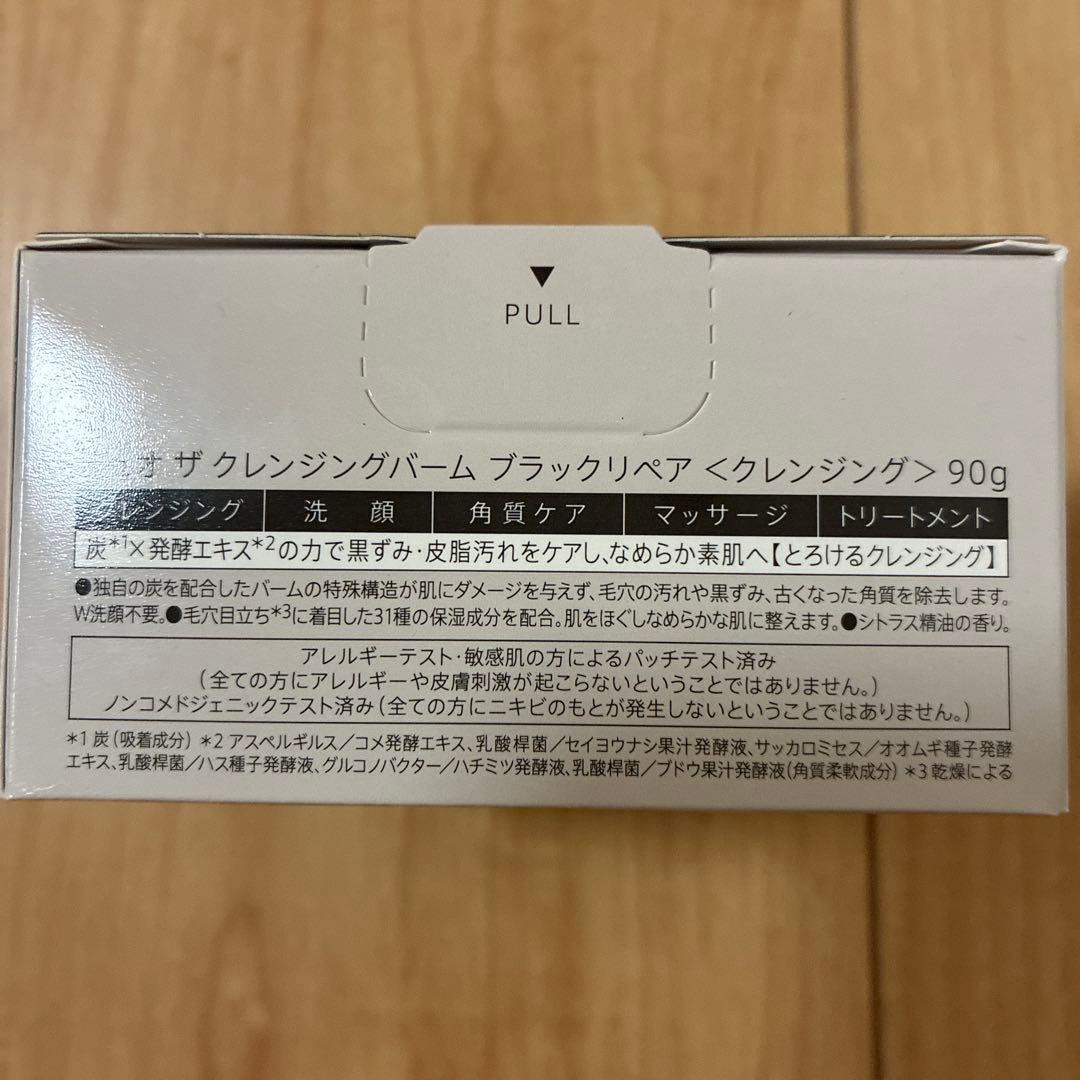 ▼
PULL
オ ザ クレンジングバーム ブラックリペア <クレンジング> 90g
レンジング 洗 顔 角質ケア マッサージ トリートメント
炭*1×発酵エキス*2の力で黒ずみ・皮脂汚れをケアし、なめらか素肌へ【とろけるクレンジング】
●独自の炭を配合したバームの特殊構造が肌にダメージを与えず、毛穴の汚れや黒ずみ、古くなった角質を除去します。
W洗顔不要。●毛穴目立ち*3に着目した31種の保湿成分を配合。肌をほぐしなめらかな肌に整えます。●シトラス精油の香り。
アレルギーテスト・敏感肌の方によるパッチテスト済み
(全ての方にアレルギーや皮膚刺激が起こらないということではありません。)
ノンコメドジェニックテスト済み(全ての方にニキビのもとが発生しないということではありません。)
*1 炭(吸着成分) *2 アスペルギルス/コメ発酵エキス、乳酸桿菌/セイヨウナシ果汁発酵液、サッカロミセス/オオムギ種子発酵
エキス、乳酸桿菌/ハス種子発酵液、グルコノバクター/ハチミツ発酵液、乳酸桿菌/ブドウ果汁発酵液(角質柔軟成分) *3 乾燥による